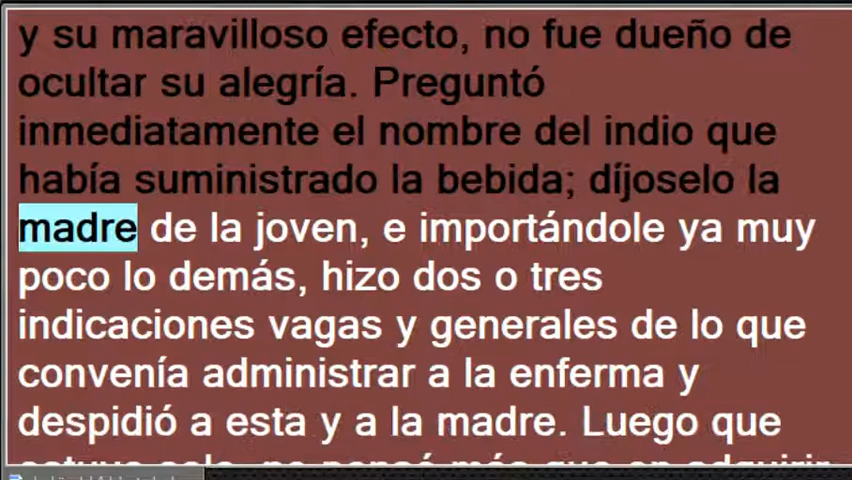 y su maravilloso efecto, no fue dueño de
ocultar su alegría. Preguntó
inmediatamente el nombre del indio que
había suministrado la bebida; díjoselo la
madre de la joven, e importándole ya muy
poco lo demás, hizo dos o tres
indicaciones vagas y generales de lo que
convenía administrar a la enferma y
despidió a esta y a la madre. Luego que